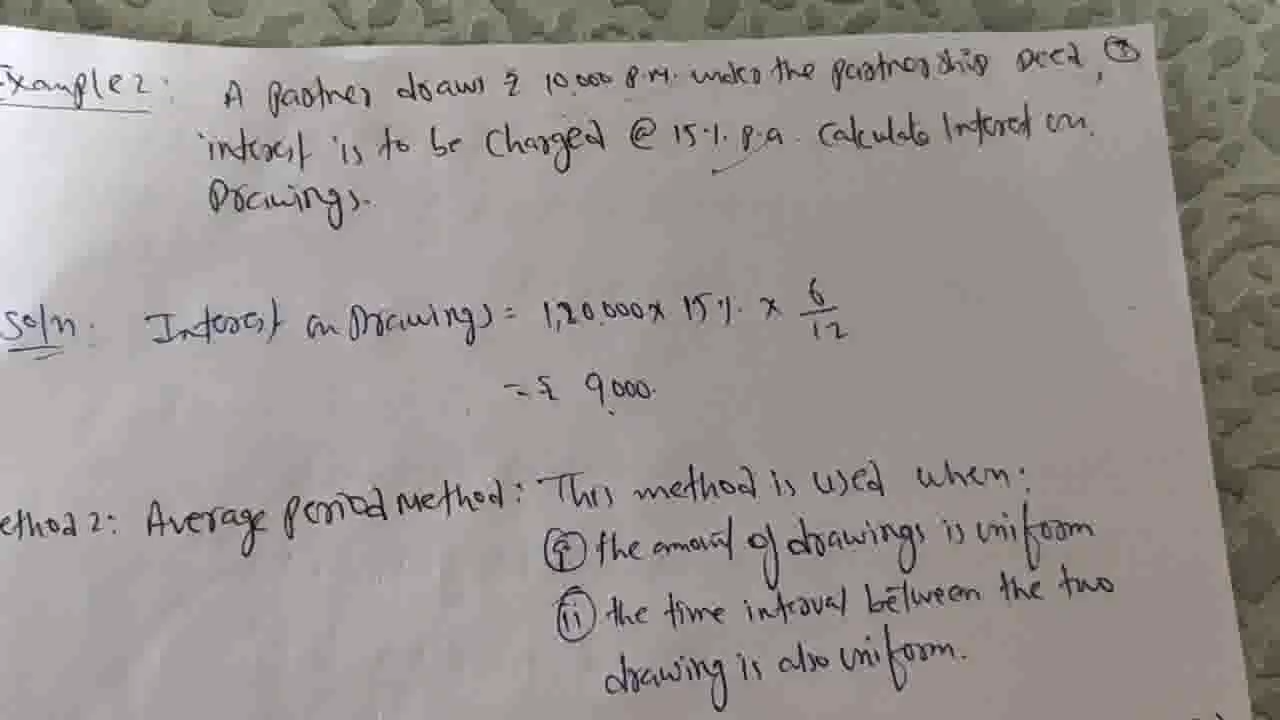 Example 2: A partner draws ₹ 10,000 P.M. under the partnership Deed,
interest is to be charged @ 15% p.a. Calculate Interest on
Drawings.
Soln: Interest on Drawings = 1,20,000 x 15% x 6/12
= ₹ 9,000.
ethod 2: Average period Method: This method is used when:
(i) the amount of drawings is uniform
(ii) the time interval between the two
drawing is also uniform.